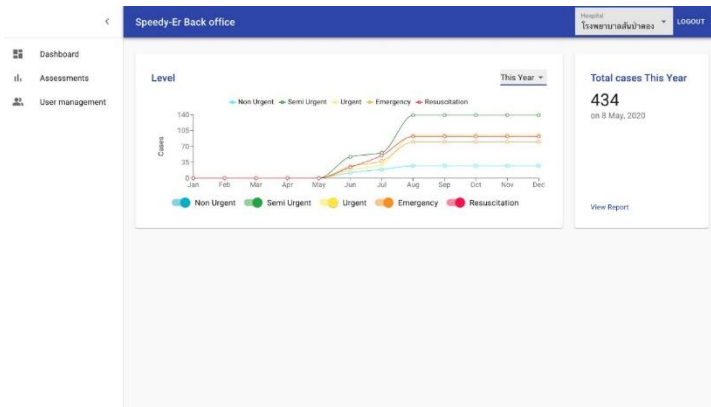 Speedy-Er Back office
Hospital
โรงพยาบาลสันป่าตอง
LOGOUT
Dashboard
Assessments
User management
Level
This Year
Non Urgent
Semi Urgent
Urgent
Emergency
Resuscitation
Cases
140
105
70
35
0
Jan Feb Mar Apr May Jun Jul Aug Sep Oct Nov Dec
Non Urgent Semi Urgent Urgent Emergency Resuscitation
Total cases This Year
434
on 8 May, 2020
View Report